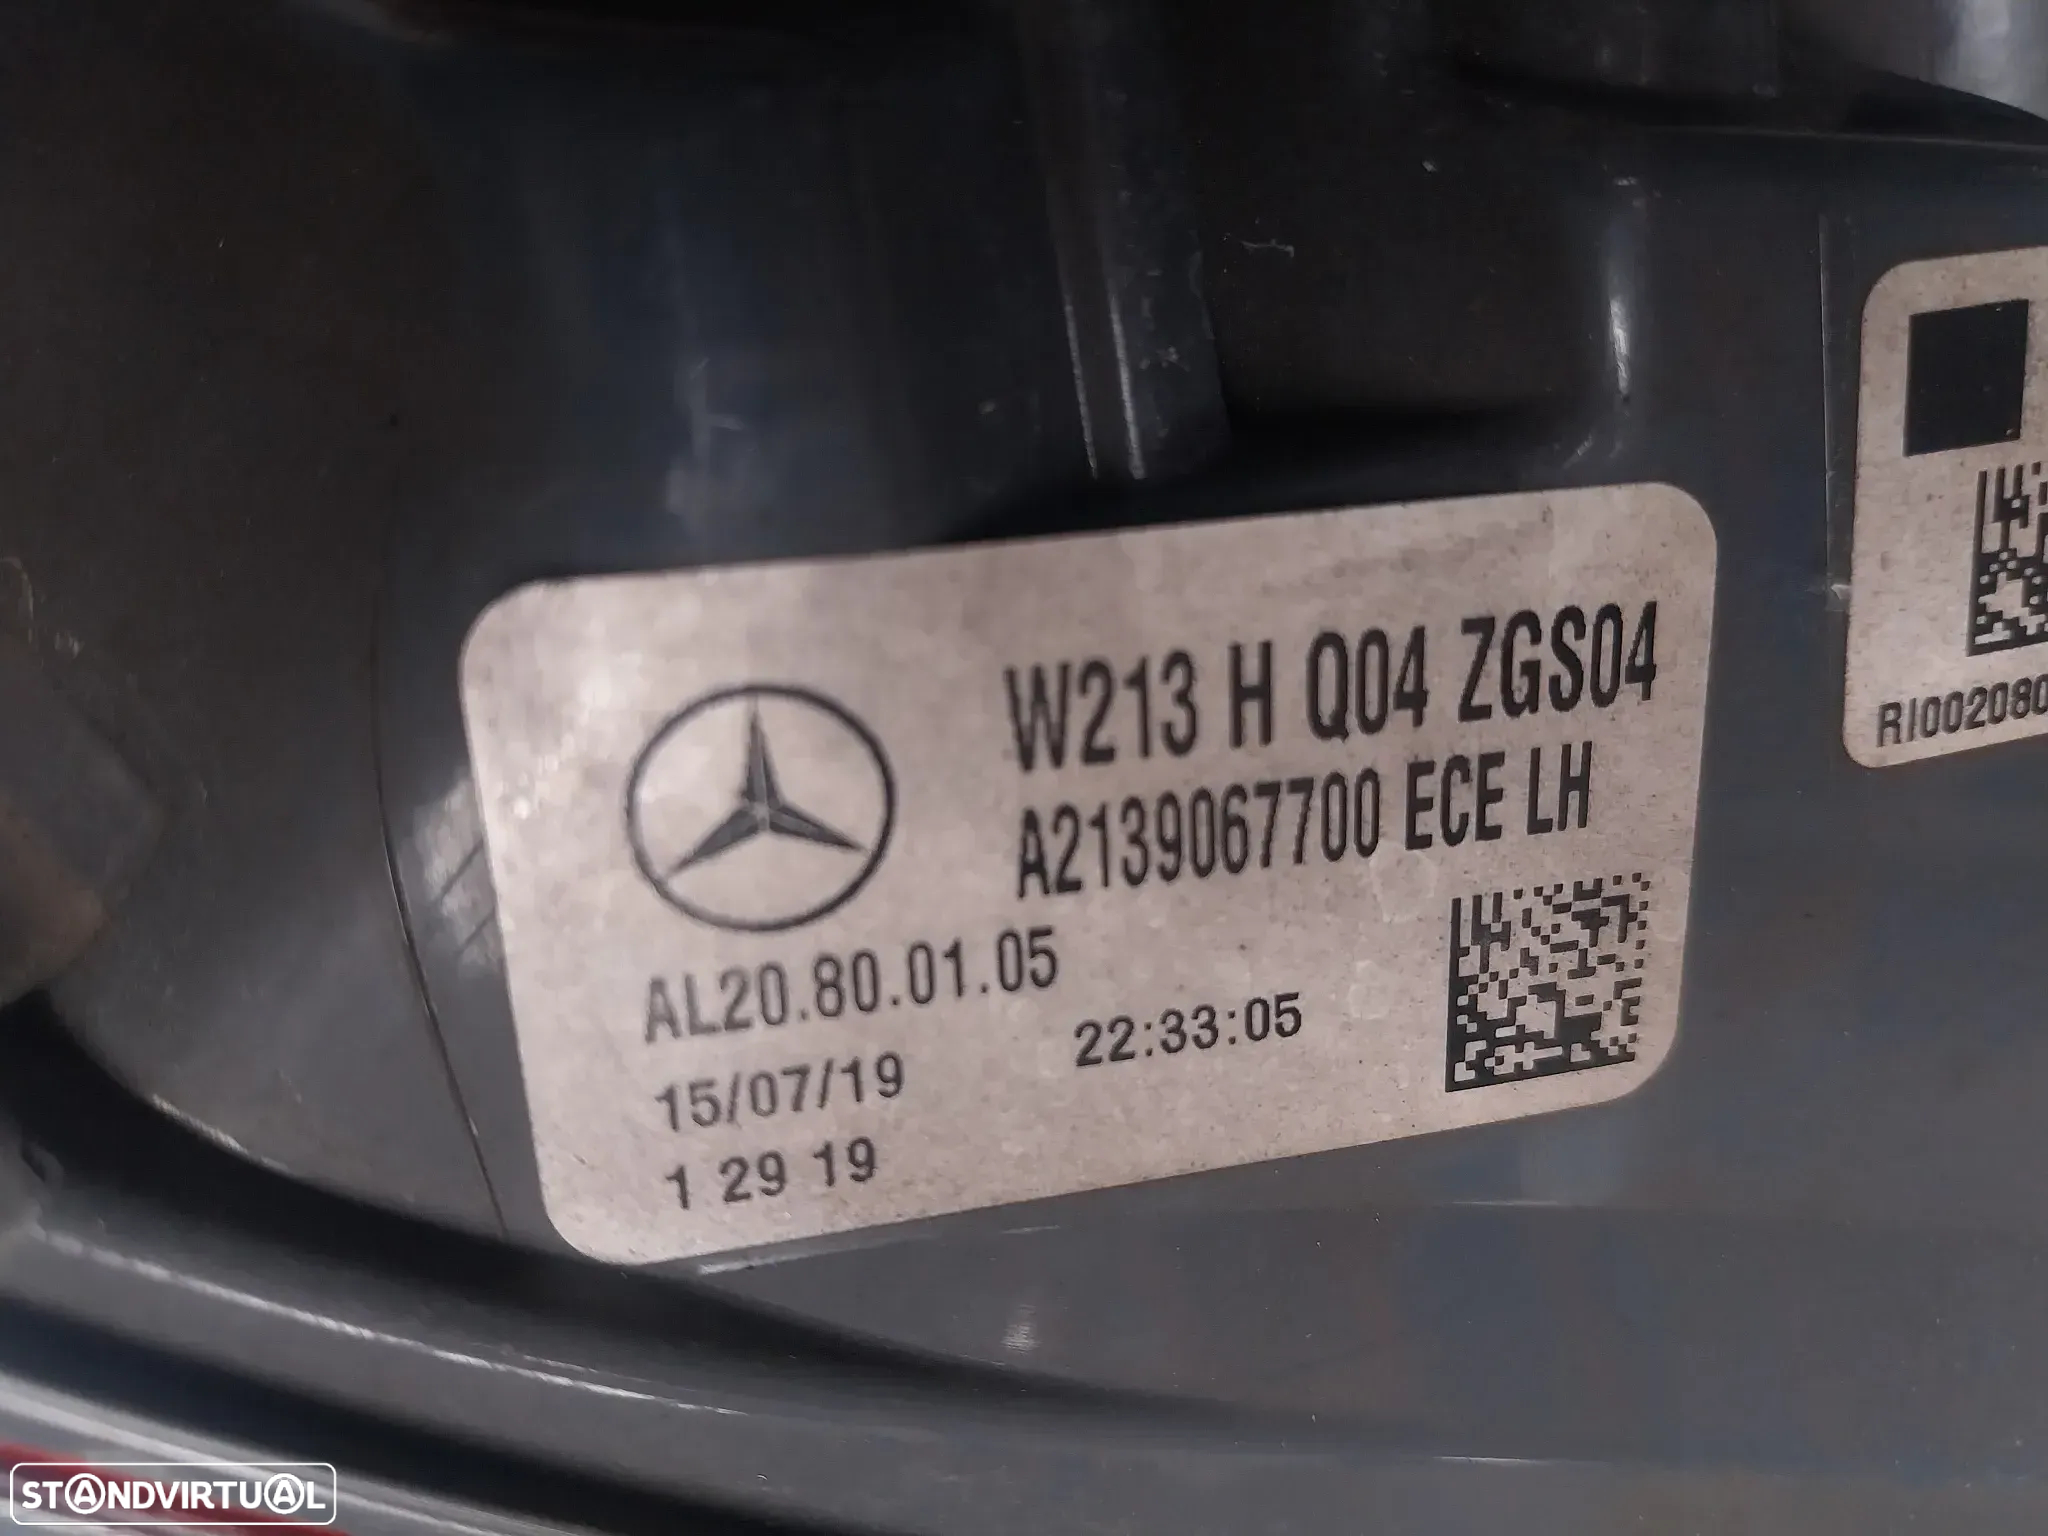 W213 H Q04 ZGS04
A2139067700 ECE LH
AL20.80.01.05
22:33:05
15/07/19
1 29 19
RI002080
STANDVIRTUAL